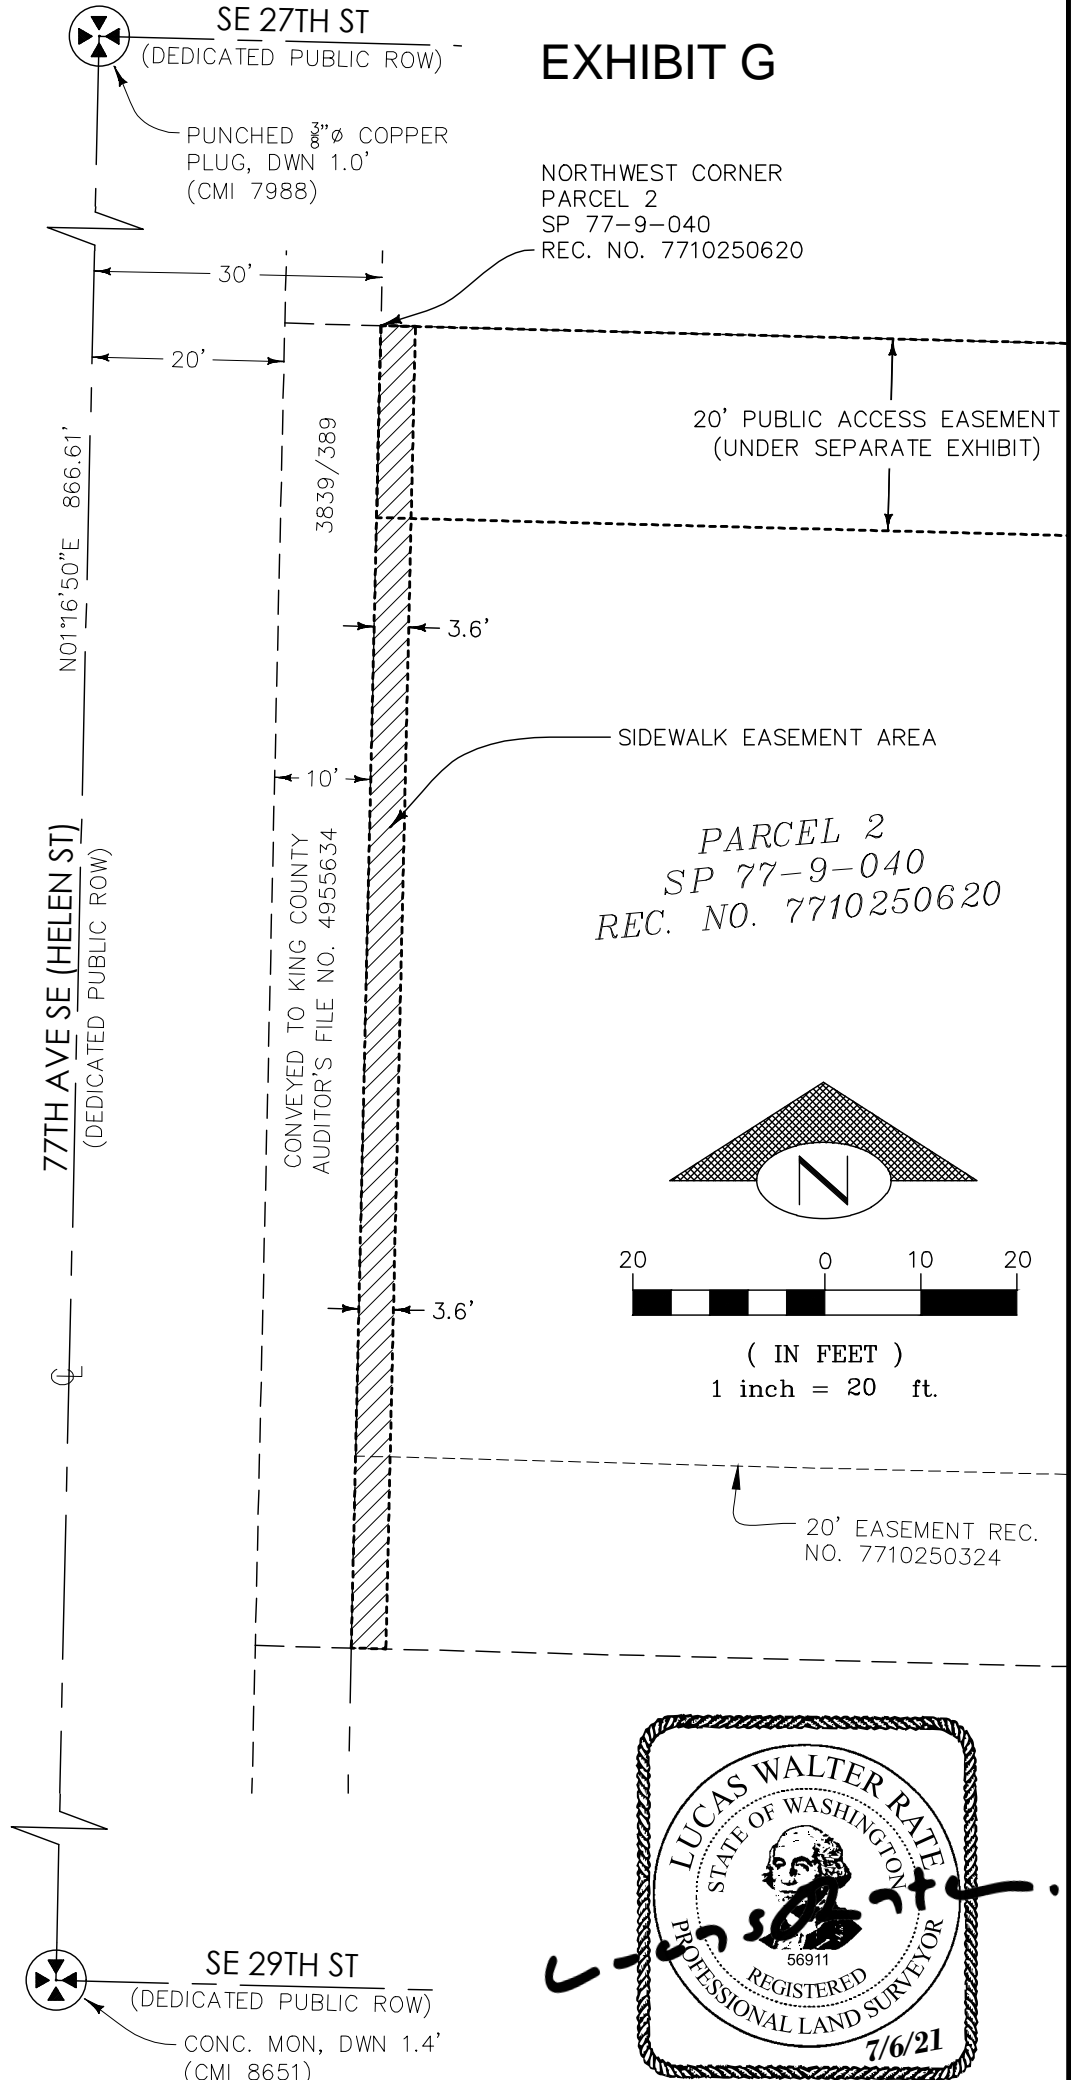 SE 27TH ST
(DEDICATED PUBLIC ROW)
EXHIBIT G
PUNCHED 3/8"ø COPPER
PLUG, DWN 1.0'
(CMI 7988)
NORTHWEST CORNER
PARCEL 2
SP 77-9-040
REC. NO. 7710250620
30'
20'
20' PUBLIC ACCESS EASEMENT
(UNDER SEPARATE EXHIBIT)
3839/389
N01°16'50"E 866.61'
3.6'
SIDEWALK EASEMENT AREA
10'
PARCEL 2
SP 77-9-040
REC. NO. 7710250620
CONVEYED TO KING COUNTY
AUDITOR'S FILE NO. 4955634
77TH AVE SE (HELEN ST)
(DEDICATED PUBLIC ROW)
N
20 0 10 20
3.6'
( IN FEET )
1 inch = 20 ft.
CL
20' EASEMENT REC.
NO. 7710250324
LUCAS WALTER RATE
STATE OF WASHINGTON
56911
REGISTERED
PROFESSIONAL LAND SURVEYOR
7/6/21
SE 29TH ST
(DEDICATED PUBLIC ROW)
CONC. MON, DWN 1.4'
(CMI 8651)